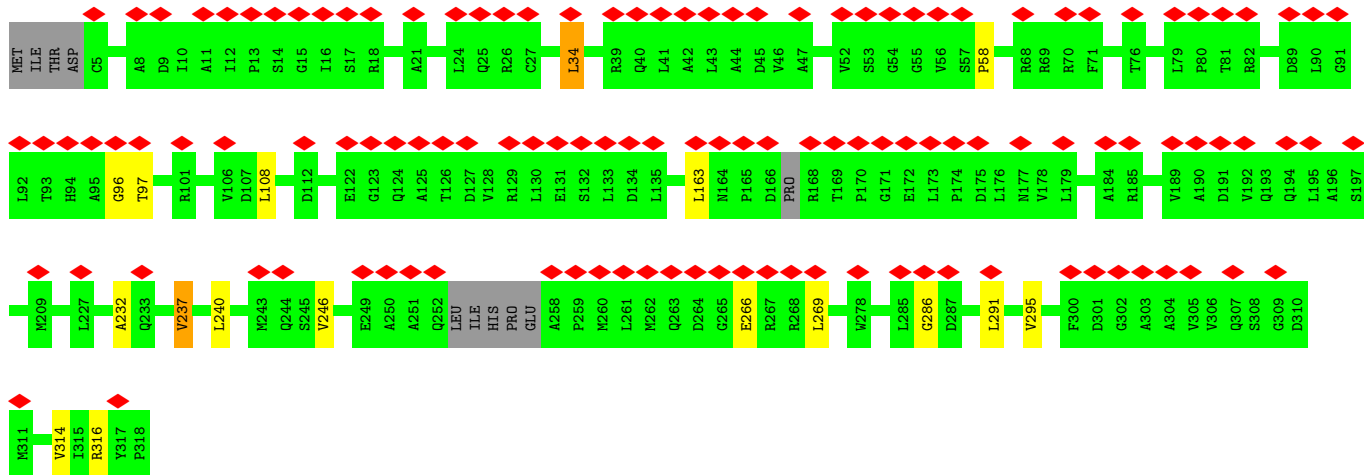 MET ILE THR ASP C5 A8 D9 I10 A11 I12 P13 S14 G15 I16 S17 R18 A21 L24 Q25 R26 C27 L34 R39 Q40 L41 A42 L43 A44 D45 V46 A47 V52 S53 G54 G55 V56 S57 P58 R68 R69 R70 F71 T76 L79 P80 T81 R82 D89 L90 G91
L92 T93 H94 A95 G96 T97 R101 V106 D107 L108 D112 E122 G123 Q124 A125 T126 D127 V128 R129 L130 E131 S132 L133 D134 L135 L163 N164 P165 D166 PRO R168 T169 P170 G171 E172 L173 P174 D175 L176 N177 V178 L179 A184 R185 V189 A190 D191 V192 Q193 Q194 L195 A196 S197
M209 L227 A232 Q233 V237 L240 M243 Q244 S245 V246 E249 A250 A251 Q252 LEU ILE HIS PRO GLU A258 P259 M260 L261 M262 Q263 D264 G265 E266 R267 R268 L269 W278 L285 G286 D287 L291 V295 F300 D301 G302 A303 A304 V305 V306 Q307 S308 G309 D310
M311 V314 I315 R316 Y317 P318